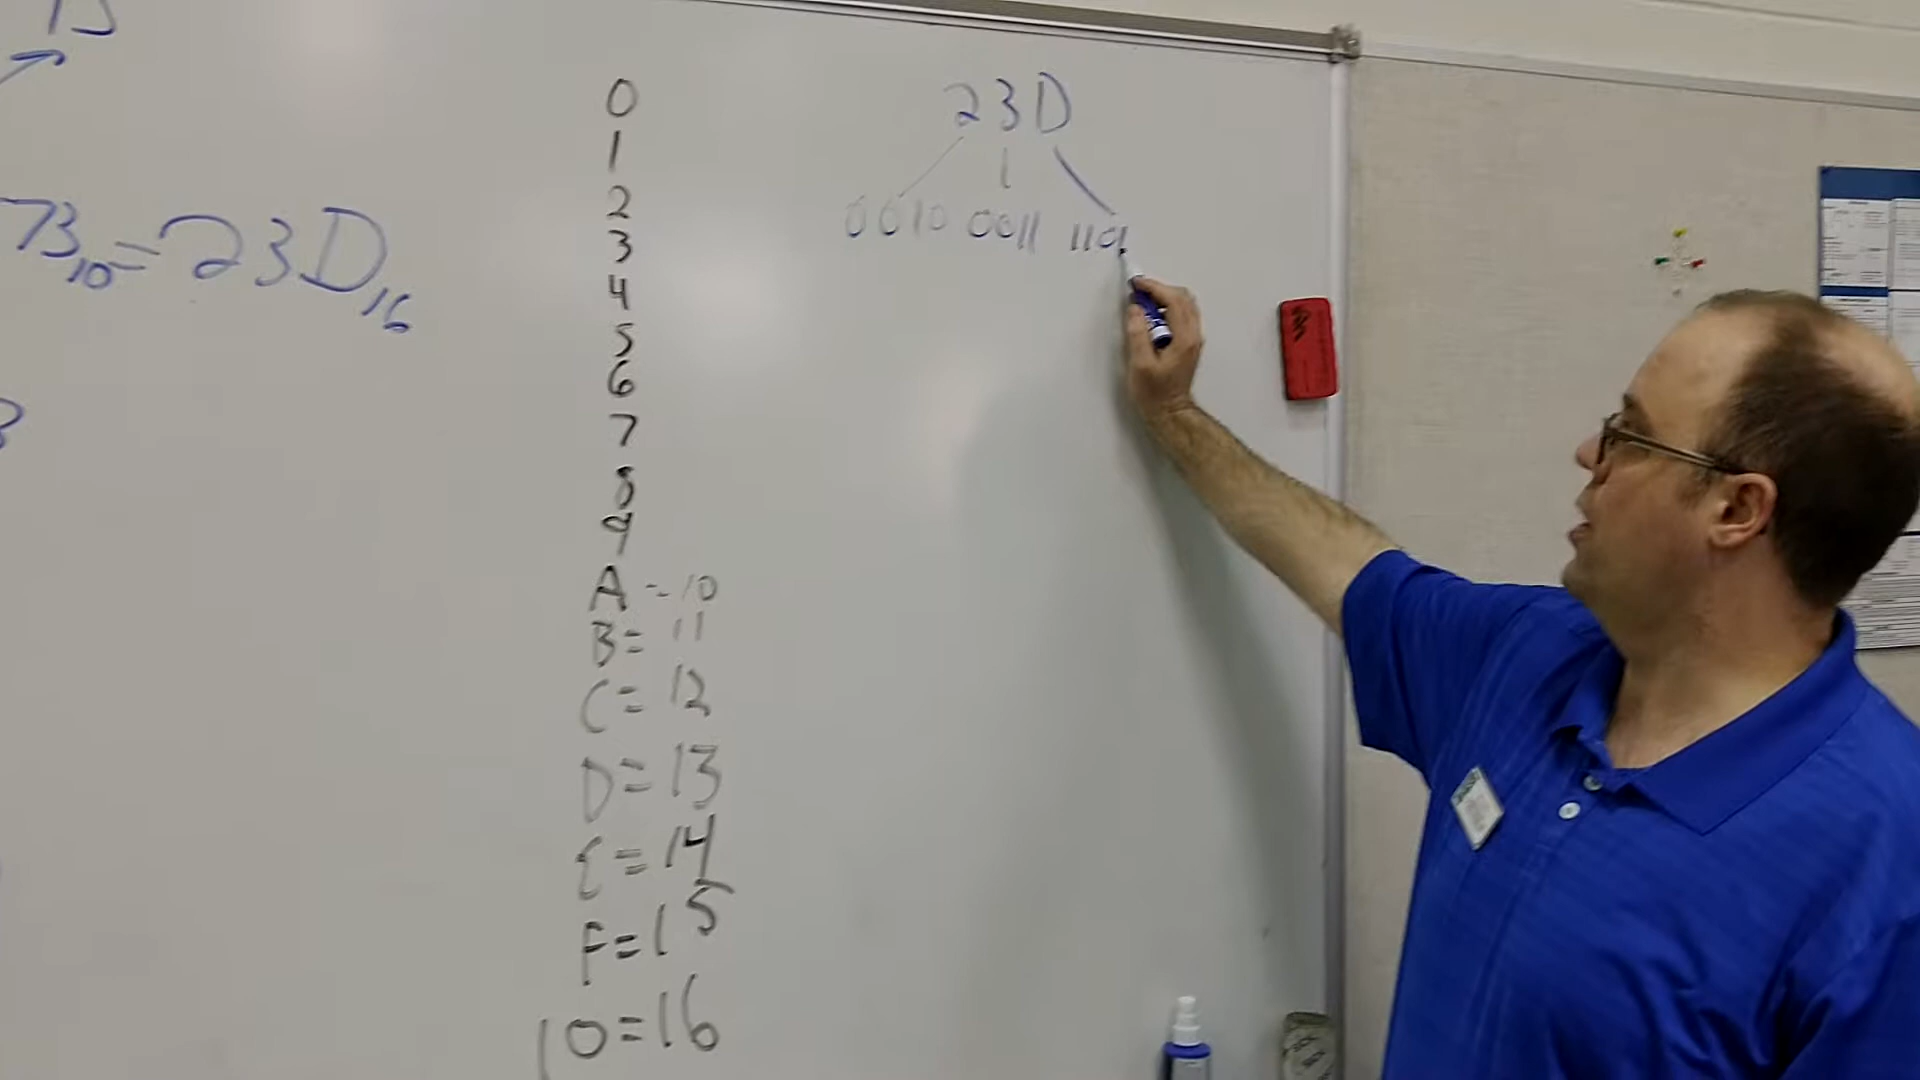 15
73₁₀ = 23D₁₆
3
0
1
2
3
4
5
6
7
8
9
A = 10
B = 11
C = 12
D = 13
E = 14
F = 15
10 = 16
23D
0010 0011 1101